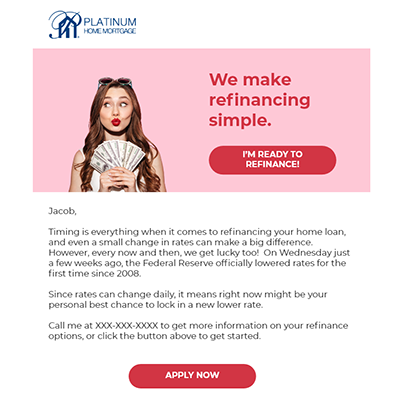 PLATINUM
HOME MORTGAGE
We make
refinancing
simple.
I'M READY TO
REFINANCE!
Jacob,
Timing is everything when it comes to refinancing your home loan,
and even a small change in rates can make a big difference.
However, every now and then, we get lucky too!  On Wednesday just
a few weeks ago, the Federal Reserve officially lowered rates for the
first time since 2008.
Since rates can change daily, it means right now might be your
personal best chance to lock in a new lower rate.
Call me at XXX-XXX-XXXX to get more information on your refinance
options, or click the button above to get started.
APPLY NOW